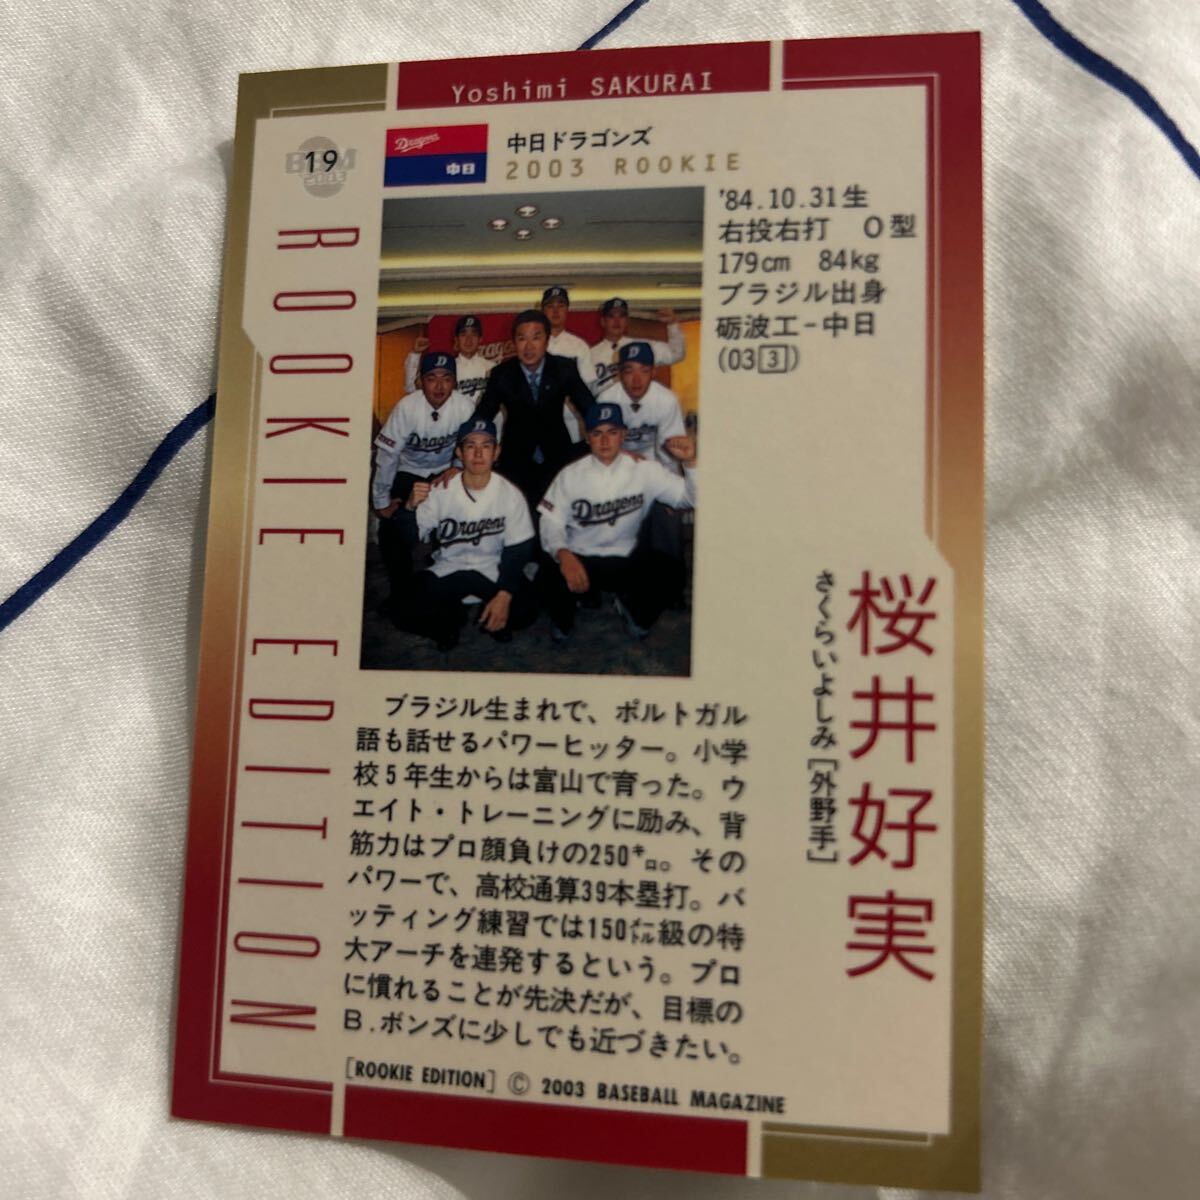 Yoshimi SAKURAI
19
BBM
2003
Dragons
中日
中日ドラゴンズ
2003 ROOKIE
'84.10.31生
右投右打　O型
179cm　84kg
ブラジル出身
砺波工-中日
(03③)
ROOKIE EDITION
桜井好実
さくらいよしみ[外野手]
ブラジル生まれで、ポルトガル
語も話せるパワーヒッター。小学
校5年生からは富山で育った。ウ
エイト・トレーニングに励み、背
筋力はプロ顔負けの250㌔。その
パワーで、高校通算39本塁打。バ
ッティング練習では150㍍級の特
大アーチを連発するという。プロ
に慣れることが先決だが、目標の
B.ボンズに少しでも近づきたい。
[ROOKIE EDITION] © 2003 BASEBALL MAGAZINE